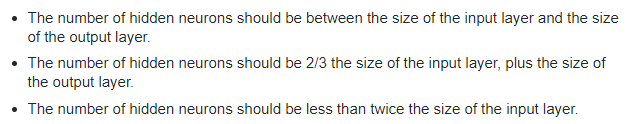 • The number of hidden neurons should be between the size of the input layer and the size
of the output layer.
• The number of hidden neurons should be 2/3 the size of the input layer, plus the size of
the output layer.
• The number of hidden neurons should be less than twice the size of the input layer.